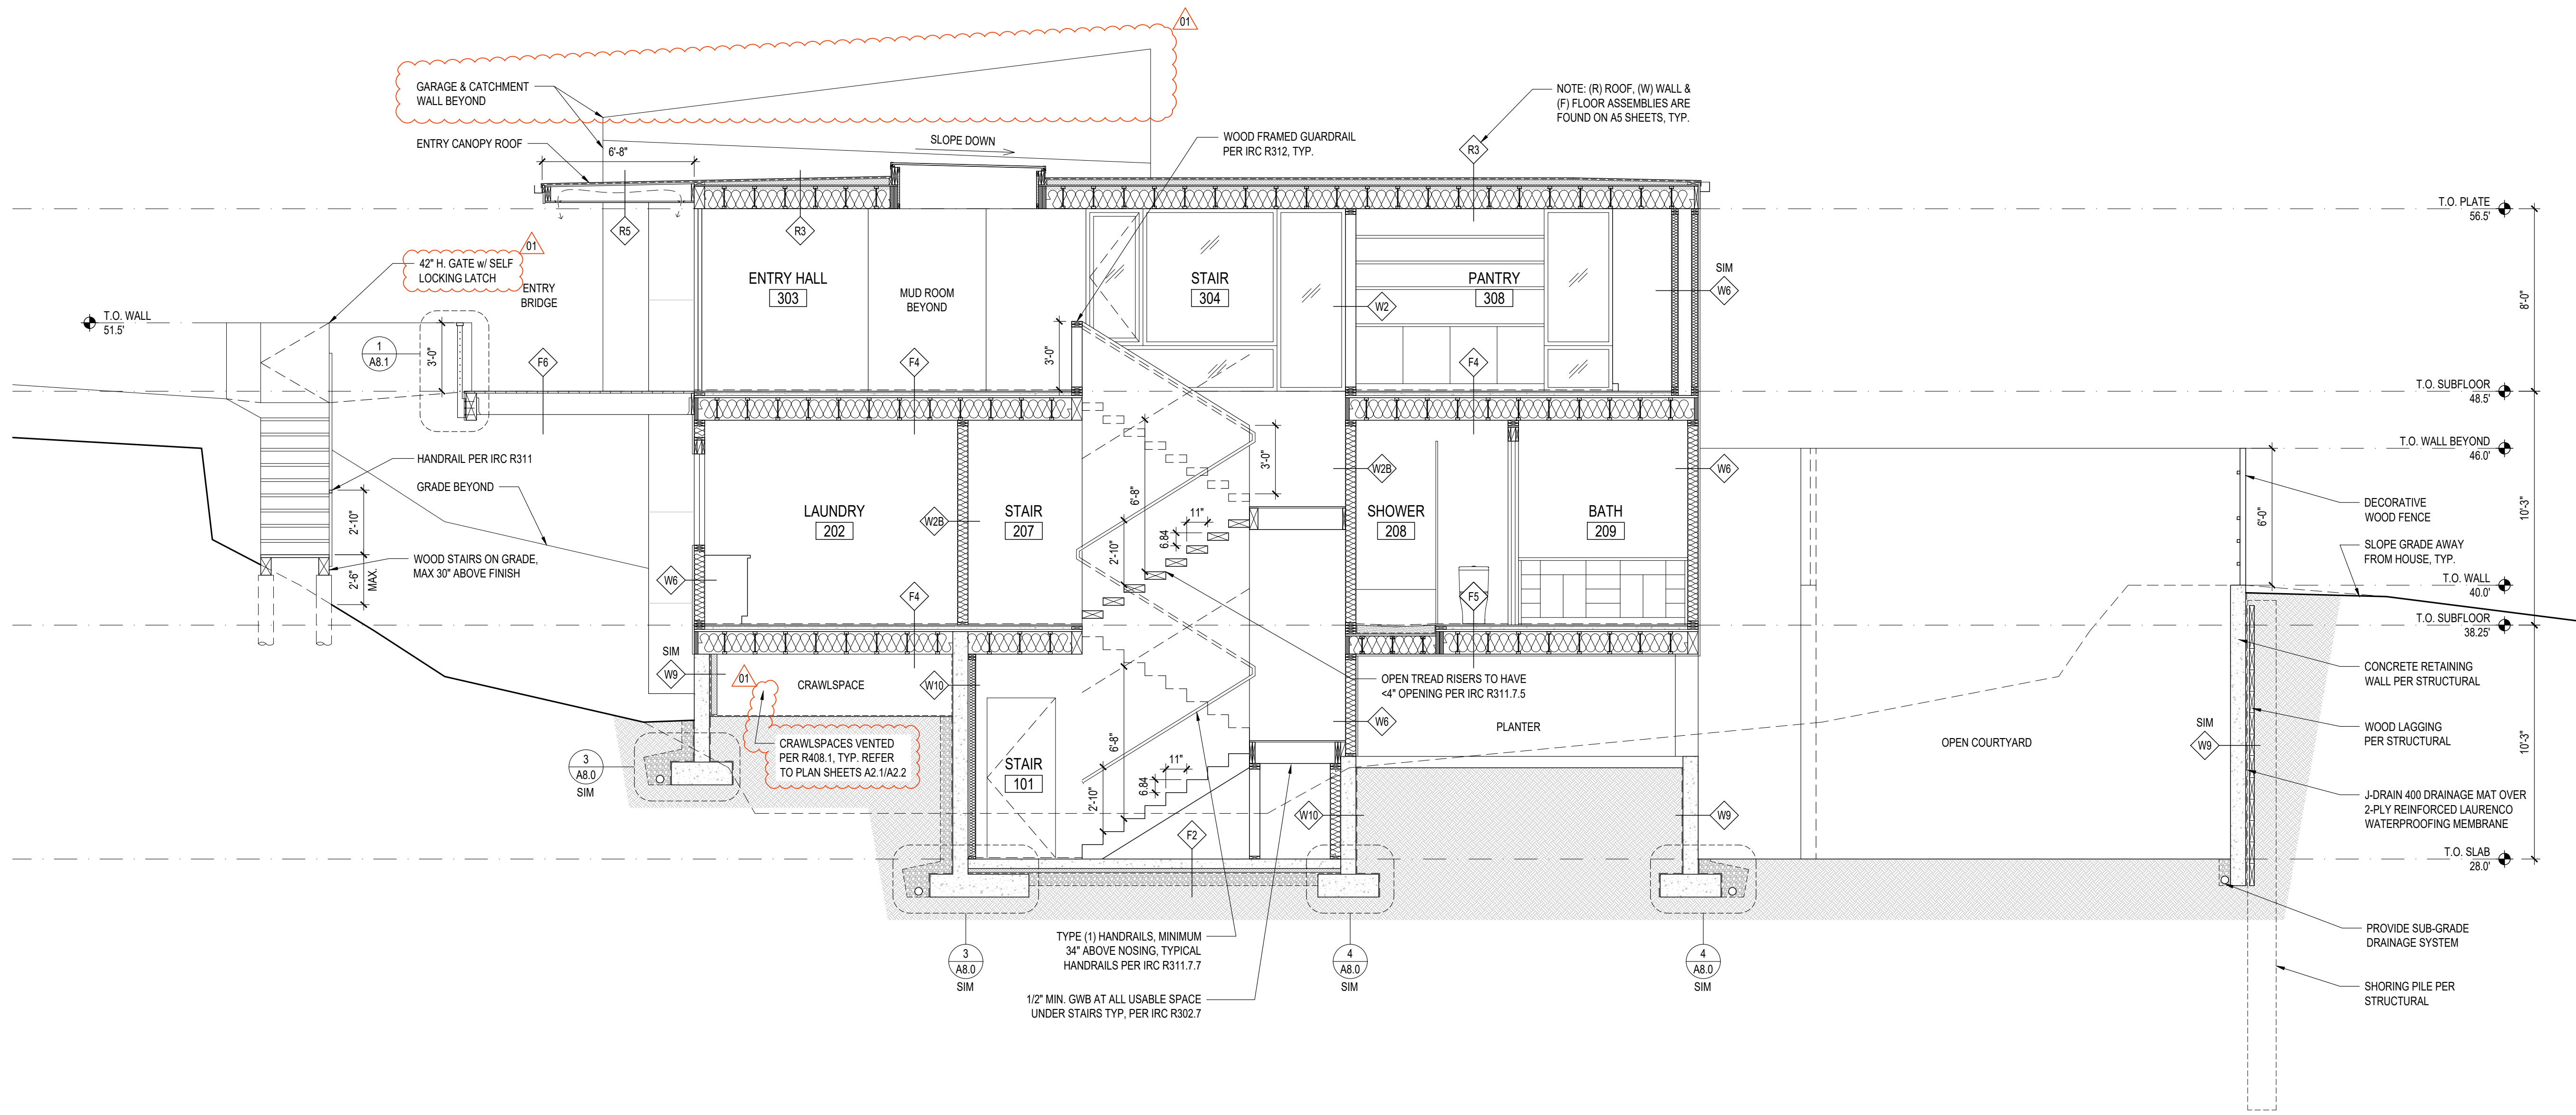 01
GARAGE & CATCHMENT
WALL BEYOND
ENTRY CANOPY ROOF
6'-8"
SLOPE DOWN
WOOD FRAMED GUARDRAIL
PER IRC R312, TYP.
NOTE: (R) ROOF, (W) WALL &
(F) FLOOR ASSEMBLIES ARE
FOUND ON A5 SHEETS, TYP.
R3
T.O. PLATE
56.5'
R5
R3
01
42" H. GATE w/ SELF
LOCKING LATCH
ENTRY
BRIDGE
ENTRY HALL
303
MUD ROOM
BEYOND
STAIR
304
PANTRY
308
SIM
W6
W2
8'-0"
T.O. WALL
51.5'
1
A8.1
3'-0"
F6
F4
3'-0"
F4
T.O. SUBFLOOR
48.5'
T.O. WALL BEYOND
46.0'
HANDRAIL PER IRC R311
GRADE BEYOND
2'-10"
WOOD STAIRS ON GRADE,
MAX 30" ABOVE FINISH
2'-6"
MAX.
LAUNDRY
202
W2B
STAIR
207
6'-8"
3'-0"
11"
6.84
2'-10"
W2B
SHOWER
208
BATH
209
W6
W6
F4
F5
DECORATIVE
WOOD FENCE
6'-0"
10'-3"
SLOPE GRADE AWAY
FROM HOUSE, TYP.
T.O. WALL
40.0'
T.O. SUBFLOOR
38.25'
SIM
W9
01
CRAWLSPACE
W10
CRAWLSPACES VENTED
PER R408.1, TYP. REFER
TO PLAN SHEETS A2.1/A2.2
3
A8.0
SIM
STAIR
101
6'-8"
11"
6.84
2'-10"
OPEN TREAD RISERS TO HAVE
<4" OPENING PER IRC R311.7.5
W6
PLANTER
OPEN COURTYARD
SIM
W9
CONCRETE RETAINING
WALL PER STRUCTURAL
WOOD LAGGING
PER STRUCTURAL
10'-3"
J-DRAIN 400 DRAINAGE MAT OVER
2-PLY REINFORCED LAURENCO
WATERPROOFING MEMBRANE
F2
W10
W9
T.O. SLAB
28.0'
3
A8.0
SIM
TYPE (1) HANDRAILS, MINIMUM
34" ABOVE NOSING, TYPICAL
HANDRAILS PER IRC R311.7.7
1/2" MIN. GWB AT ALL USABLE SPACE
UNDER STAIRS TYP, PER IRC R302.7
4
A8.0
SIM
4
A8.0
SIM
PROVIDE SUB-GRADE
DRAINAGE SYSTEM
SHORING PILE PER
STRUCTURAL